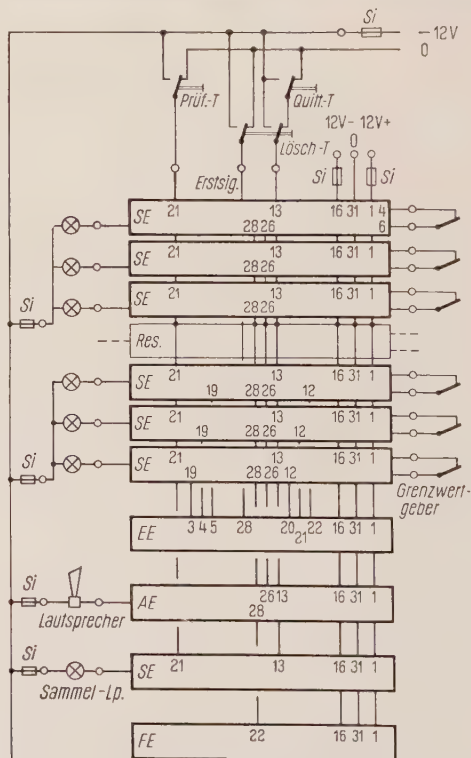 Si
– 12V
0
Prüf.-T
Quitt-T
12V- 12V+
0
Lösch-T
Erstsig.
Si
Si
21 13 16 31 1 4
SE 28 26 6
21 13 16 31 1
SE 28 26
Si
21 13 16 31 1
SE 28 26
Res.
21 13 16 31 1
SE 19 28 26 12
21 13 16 31 1
SE 19 28 26 12
21 13 16 31 1
SE 19 28 26 12
Si
Grenzwert-
geber
3 4 5 28 20 22 16 31 1
EE 21
Si
26 13 16 31 1
AE 28
Lautsprecher
Si
21 13 16 31 1
SE
Sammel-Lp.
FE 22 16 31 1